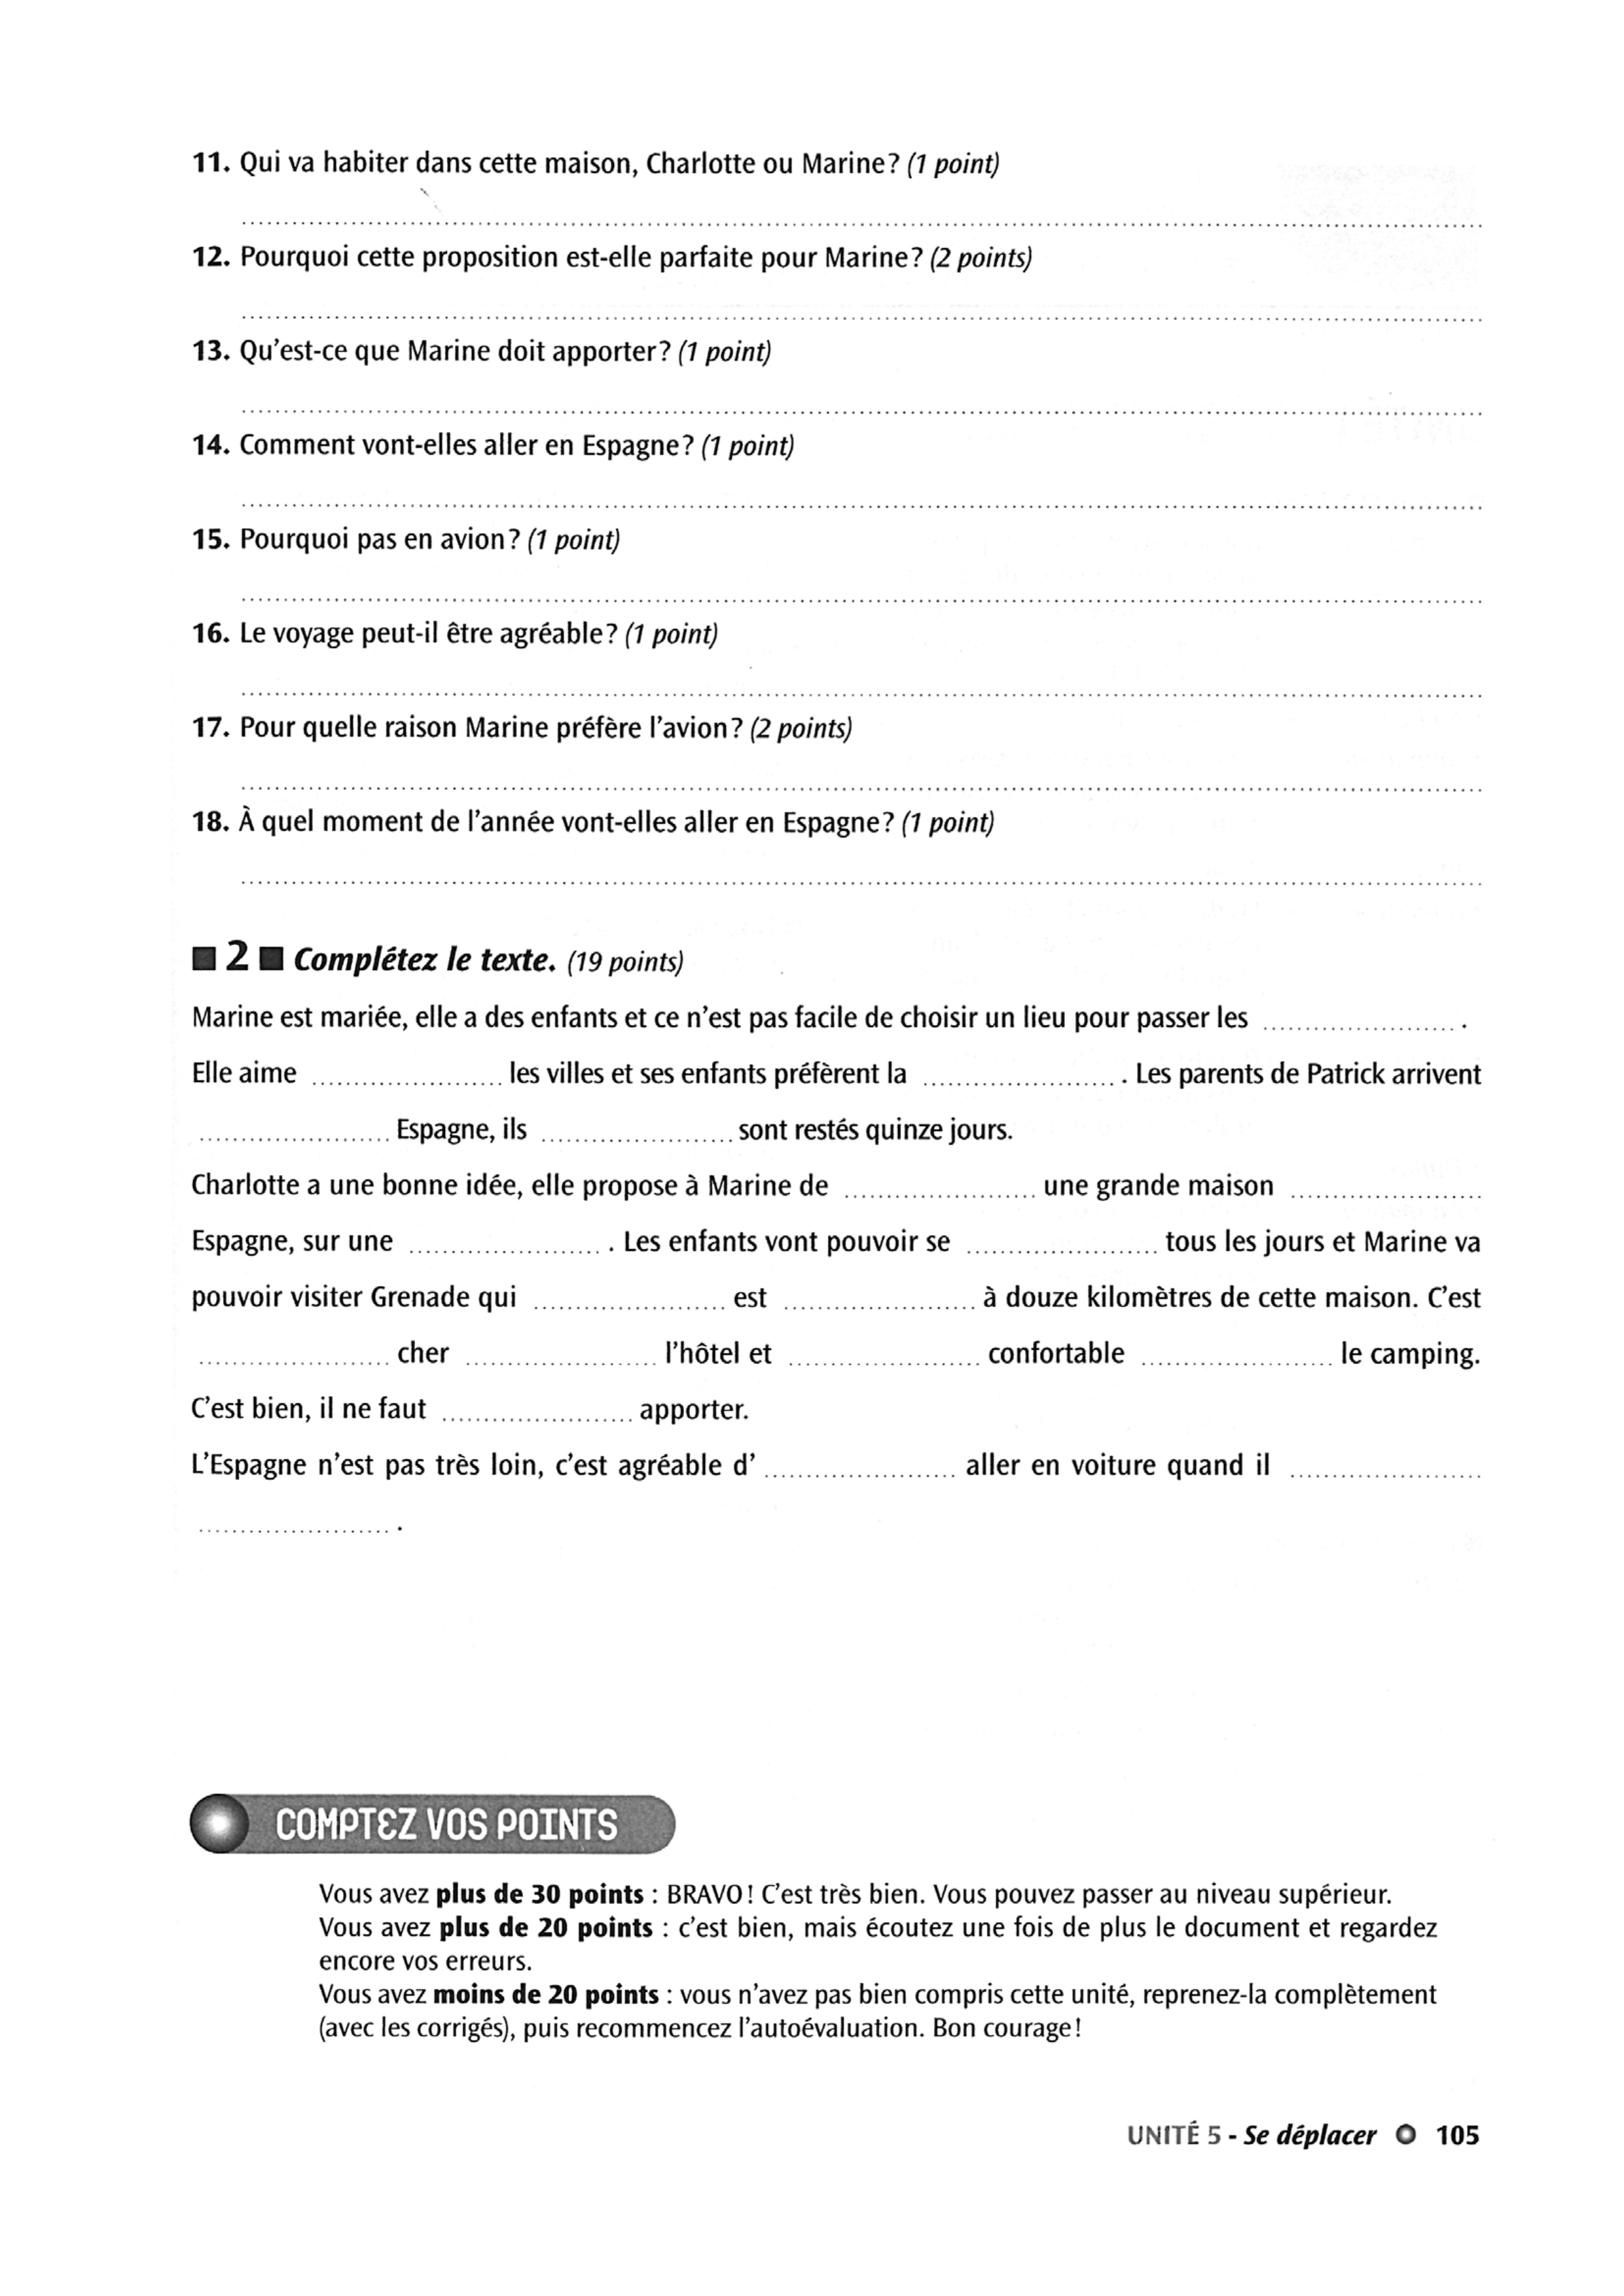 11. Qui va habiter dans cette maison, Charlotte ou Marine? (1 point)
12. Pourquoi cette proposition est-elle parfaite pour Marine? (2 points)
13. Qu'est-ce que Marine doit apporter? (1 point)
14. Comment vont-elles aller en Espagne? (1 point)
15. Pourquoi pas en avion? (1 point)
16. Le voyage peut-il être agréable? (1 point)
17. Pour quelle raison Marine préfère l'avion? (2 points)
18. À quel moment de l'année vont-elles aller en Espagne? (1 point)
■ 2 ■ Complétez le texte. (19 points)
Marine est mariée, elle a des enfants et ce n'est pas facile de choisir un lieu pour passer les ...................... .
Elle aime ...................... les villes et ses enfants préfèrent la ...................... . Les parents de Patrick arrivent
...................... Espagne, ils ...................... sont restés quinze jours.
Charlotte a une bonne idée, elle propose à Marine de ...................... une grande maison ......................
Espagne, sur une ...................... . Les enfants vont pouvoir se ...................... tous les jours et Marine va
pouvoir visiter Grenade qui ...................... est ...................... à douze kilomètres de cette maison. C'est
...................... cher ...................... l'hôtel et ...................... confortable ...................... le camping.
C'est bien, il ne faut ...................... apporter.
L'Espagne n'est pas très loin, c'est agréable d' ...................... aller en voiture quand il ......................
...................... .
COMPTEZ VOS POINTS
Vous avez plus de 30 points : BRAVO! C'est très bien. Vous pouvez passer au niveau supérieur.
Vous avez plus de 20 points : c'est bien, mais écoutez une fois de plus le document et regardez
encore vos erreurs.
Vous avez moins de 20 points : vous n'avez pas bien compris cette unité, reprenez-la complètement
(avec les corrigés), puis recommencez l'autoévaluation. Bon courage!
UNITÉ 5 - Se déplacer 105